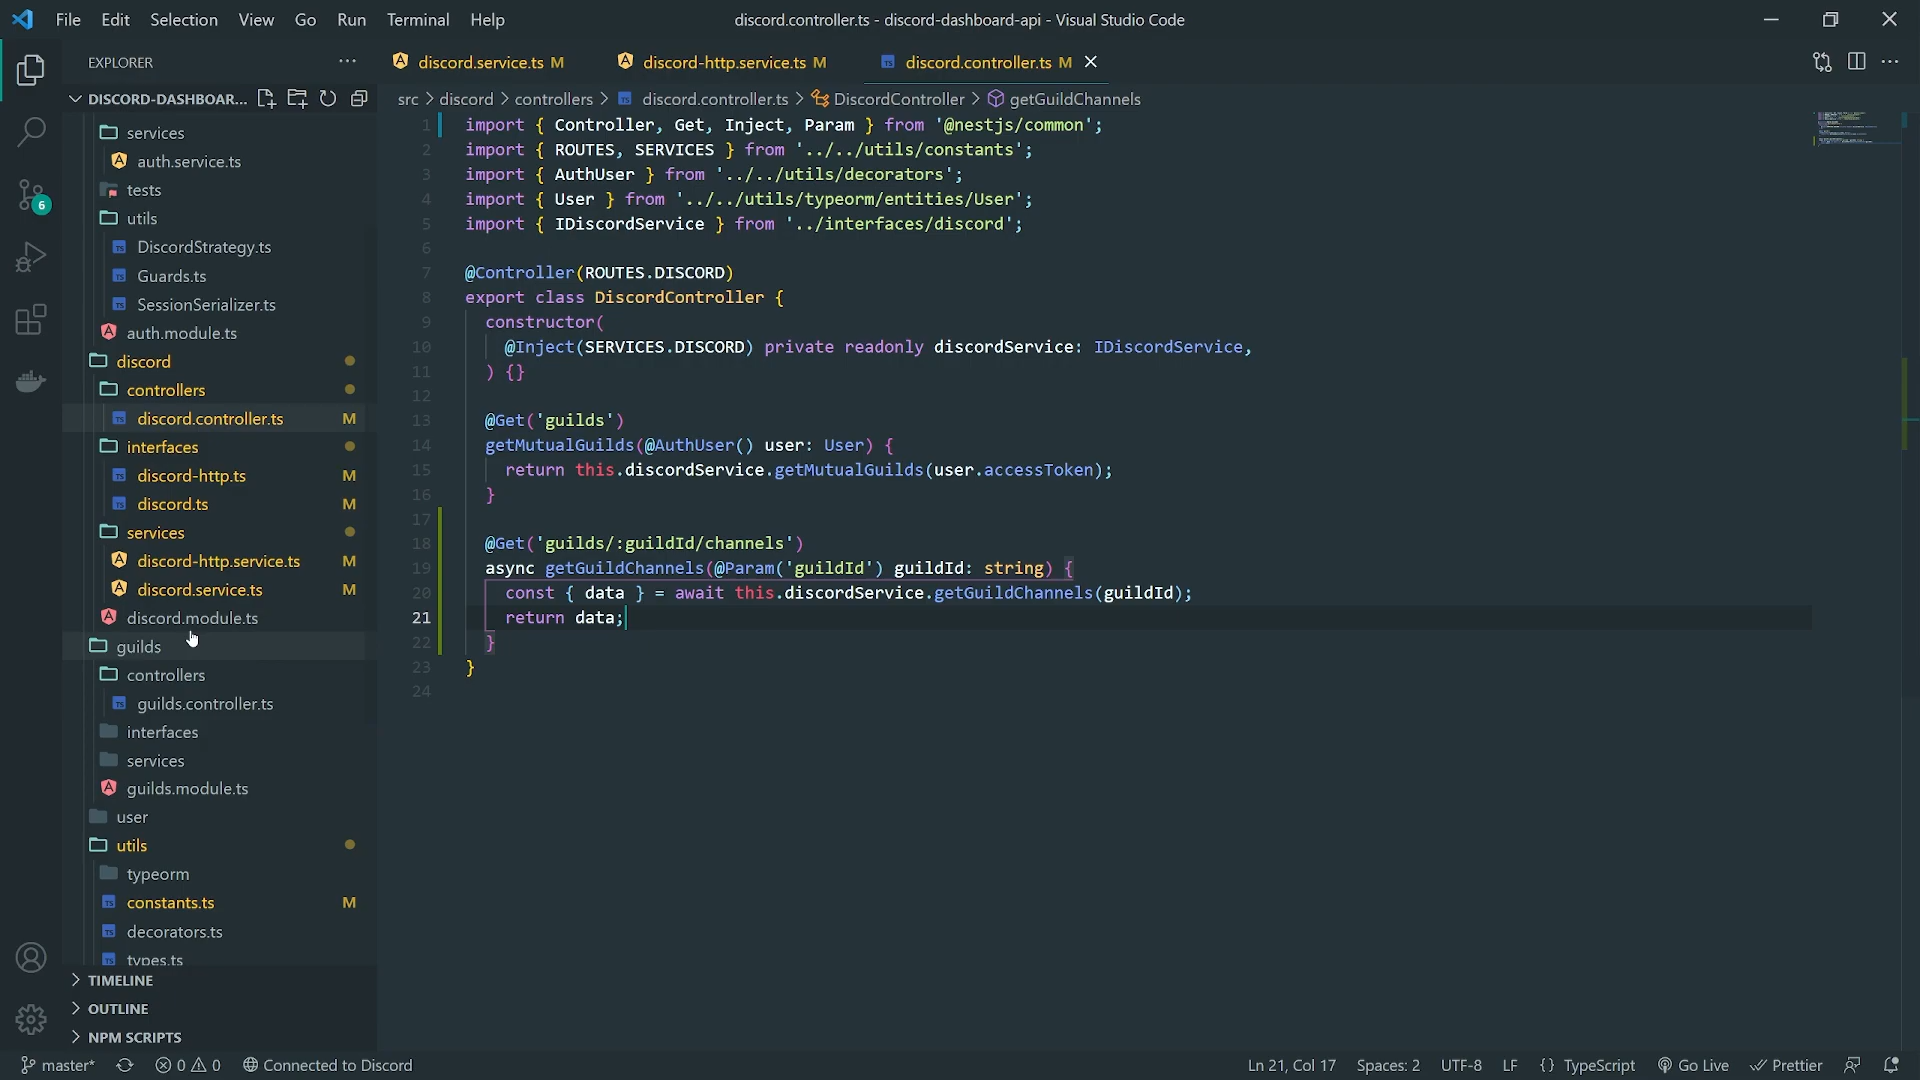 File Edit Selection View Go Run Terminal Help
discord.controller.ts - discord-dashboard-api - Visual Studio Code
EXPLORER
DISCORD-DASHBOAR...
services
auth.service.ts
tests
utils
DiscordStrategy.ts
Guards.ts
SessionSerializer.ts
auth.module.ts
discord
controllers
discord.controller.ts M
interfaces
discord-http.ts M
discord.ts M
services
discord-http.service.ts M
discord.service.ts M
discord.module.ts
guilds
controllers
guilds.controller.ts
interfaces
services
guilds.module.ts
user
utils
typeorm
constants.ts M
decorators.ts
types.ts
TIMELINE
OUTLINE
NPM SCRIPTS
6
discord.service.ts M discord-http.service.ts M discord.controller.ts M
src > discord > controllers > discord.controller.ts > DiscordController > getGuildChannels
1 import { Controller, Get, Inject, Param } from '@nestjs/common';
2 import { ROUTES, SERVICES } from '../../utils/constants';
3 import { AuthUser } from '../../utils/decorators';
4 import { User } from '../../utils/typeorm/entities/User';
5 import { IDiscordService } from '../interfaces/discord';
6
7 @Controller(ROUTES.DISCORD)
8 export class DiscordController {
9 constructor(
10 @Inject(SERVICES.DISCORD) private readonly discordService: IDiscordService,
11 ) {}
12
13 @Get('guilds')
14 getMutualGuilds(@AuthUser() user: User) {
15 return this.discordService.getMutualGuilds(user.accessToken);
16 }
17
18 @Get('guilds/:guildId/channels')
19 async getGuildChannels(@Param('guildId') guildId: string) {
20 const { data } = await this.discordService.getGuildChannels(guildId);
21 return data;
22 }
23 }
24
master* 0 0 Connected to Discord Ln 21, Col 17 Spaces: 2 UTF-8 LF {} TypeScript Go Live Prettier